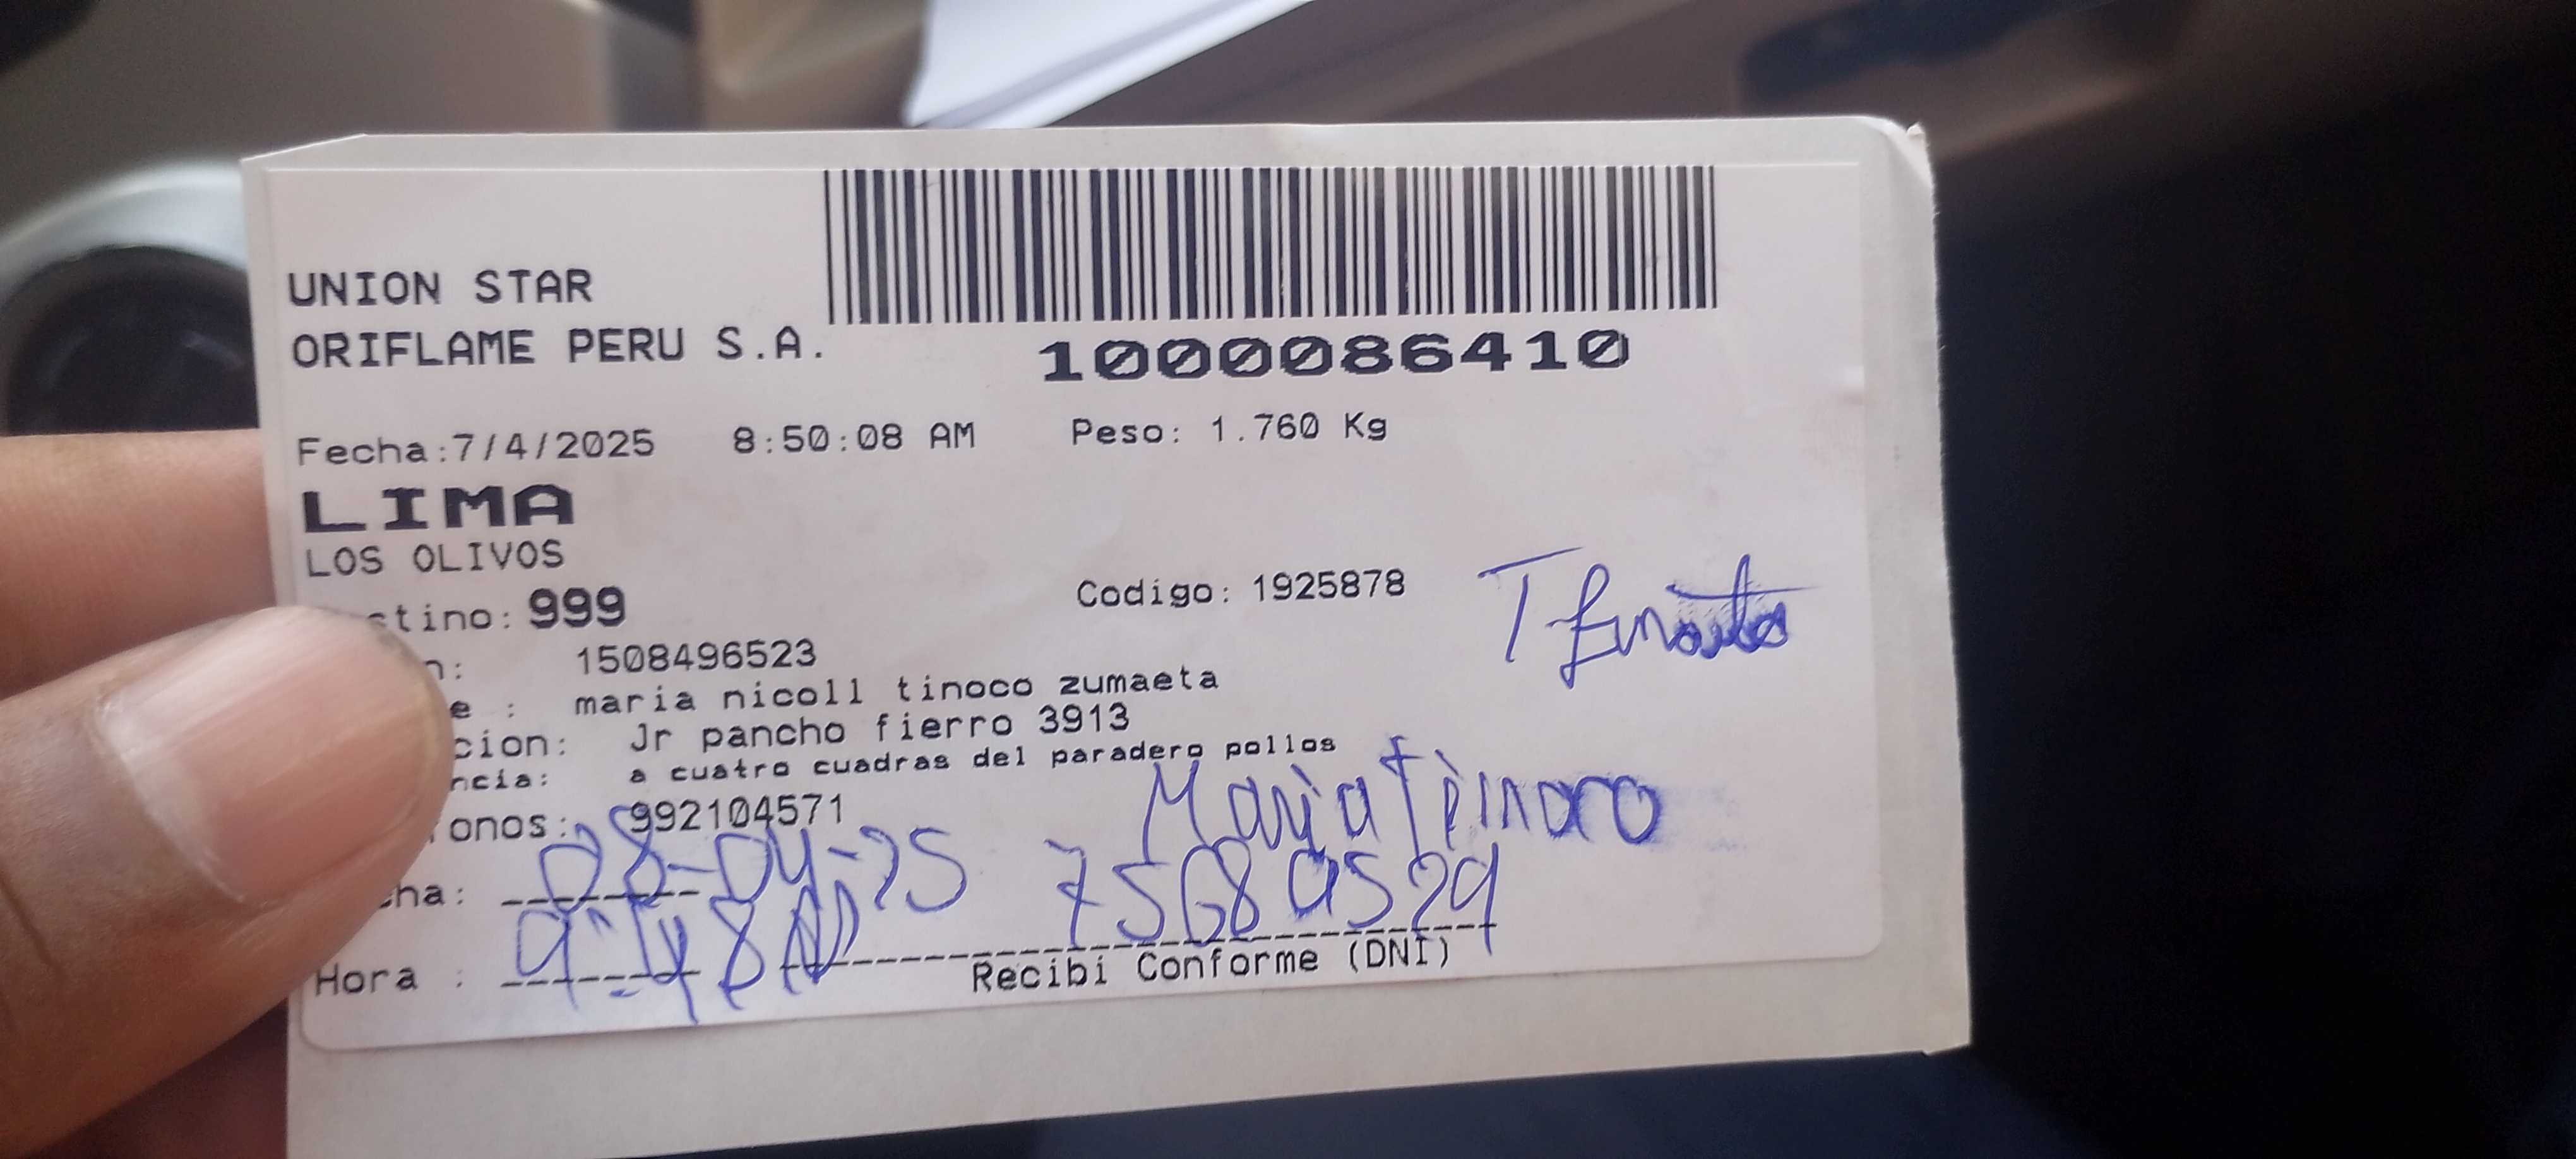 UNION STAR
ORIFLAME PERU S.A.
1000086410
Fecha:7/4/2025 8:50:08 AM Peso: 1.760 Kg
LIMA
LOS OLIVOS
stino: 999 Codigo: 1925878
n: 1508496523
e : maria nicoll tinoco zumaeta
cion: Jr pancho fierro 3913
ncia: a cuatro cuadras del paradero pollos
onos: 992104571
Maria
cha: 08-04-25 75689529
Hora :
Recibi Conforme (DNI)